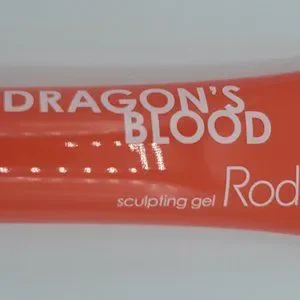 DRAGON'S
BLOOD
sculpting gel Rod